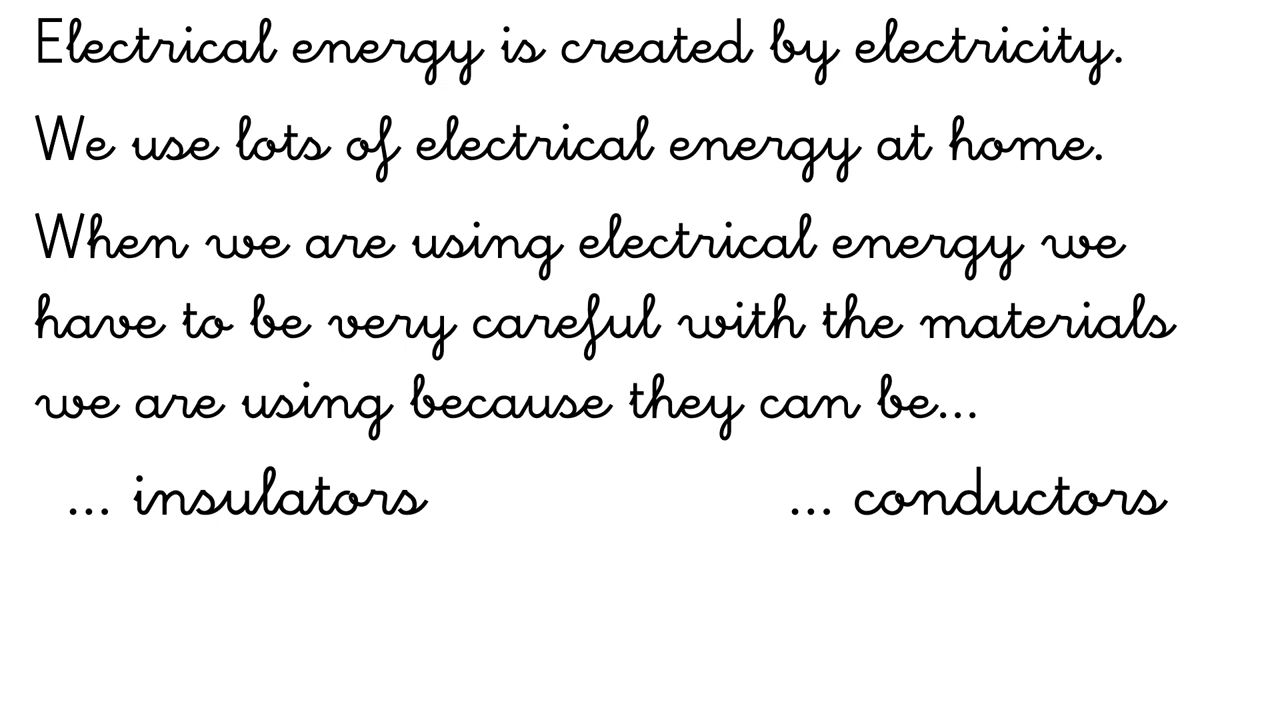 Electrical energy is created by electricity.
We use lots of electrical energy at home.
When we are using electrical energy we
have to be very careful with the materials
we are using because they can be...
... insulators ... conductors